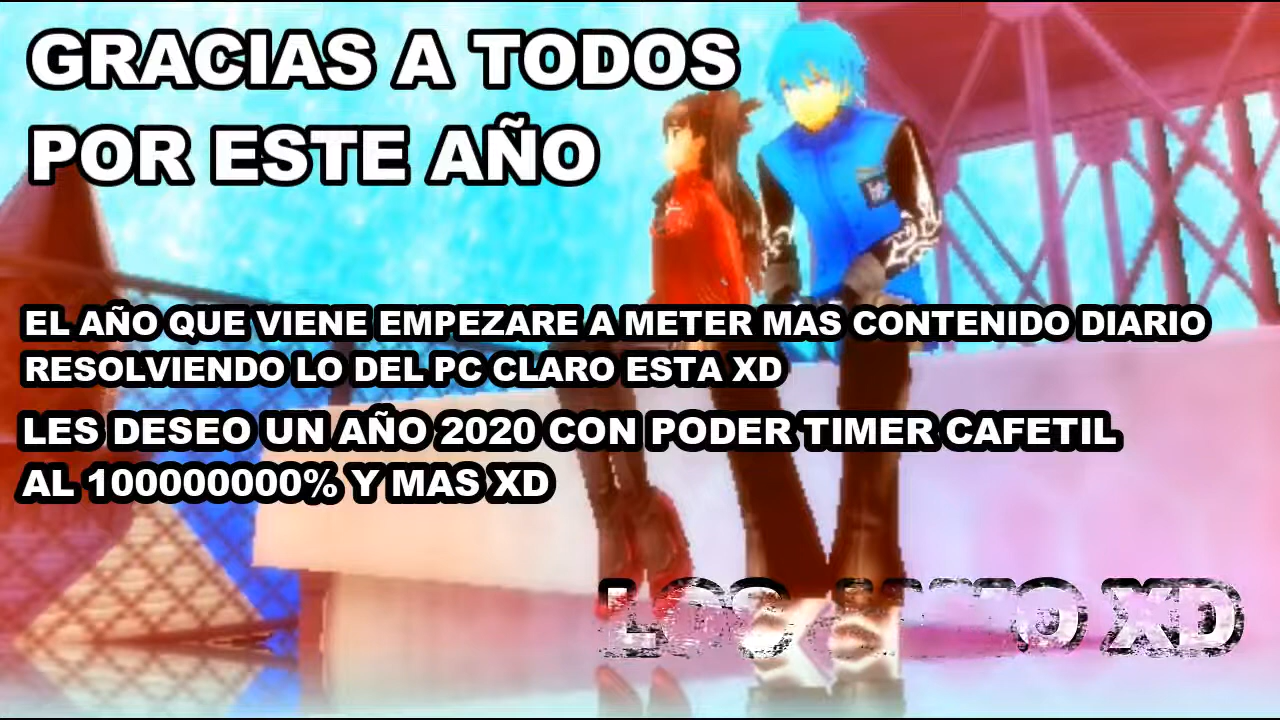 GRACIAS A TODOS
POR ESTE AÑO
EL AÑO QUE VIENE EMPEZARE A METER MAS CONTENIDO DIARIO
RESOLVIENDO LO DEL PC CLARO ESTA XD
LES DESEO UN AÑO 2020 CON PODER TIMER CAFETIL
AL 100000000% Y MAS XD
LOS XD